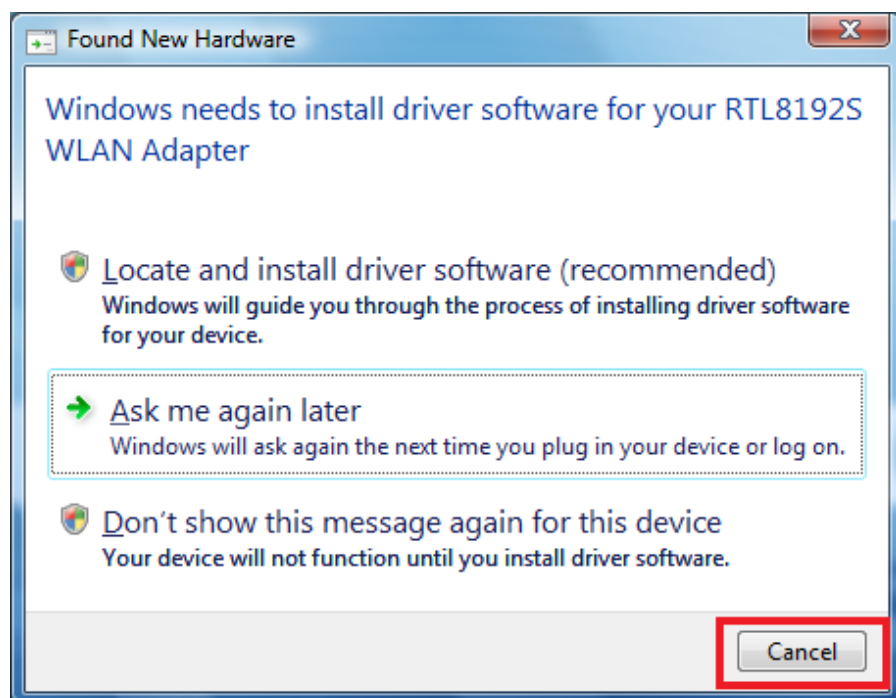 Found New Hardware
Windows needs to install driver software for your RTL8192S
WLAN Adapter
Locate and install driver software (recommended)
Windows will guide you through the process of installing driver software
for your device.
Ask me again later
Windows will ask again the next time you plug in your device or log on.
Don't show this message again for this device
Your device will not function until you install driver software.
Cancel